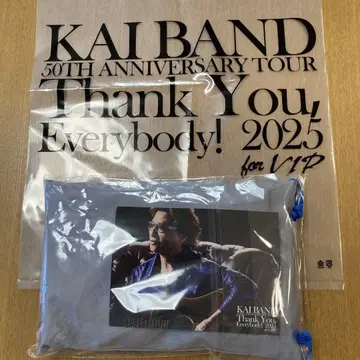 KAI BAND
50TH ANNIVERSARY TOUR
Thank You,
Everybody! 2025
for VIP
KAI BAND
Thank You,
Everybody! 2025